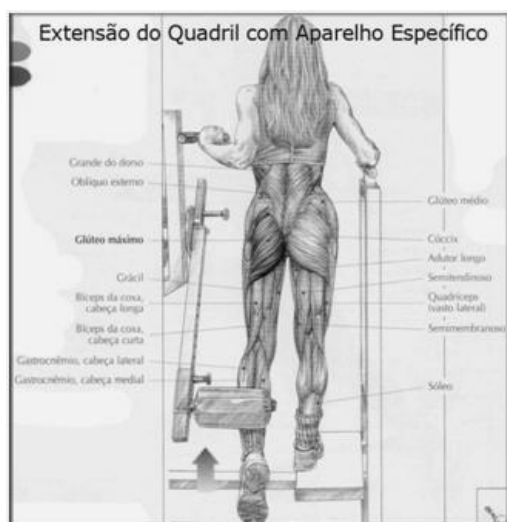 Extensão do Quadril com Aparelho Específico
Grande do dorso
Oblíquo externo
Glúteo máximo
Grácil
Bíceps da coxa,
cabeça longa
Bíceps da coxa,
cabeça curta
Gastrocnêmio, cabeça lateral
Gastrocnêmio, cabeça medial
Glúteo médio
Cóccix
Adutor longo
Semitendinoso
Quadríceps
(vasto lateral)
Semimembranoso
Sóleo